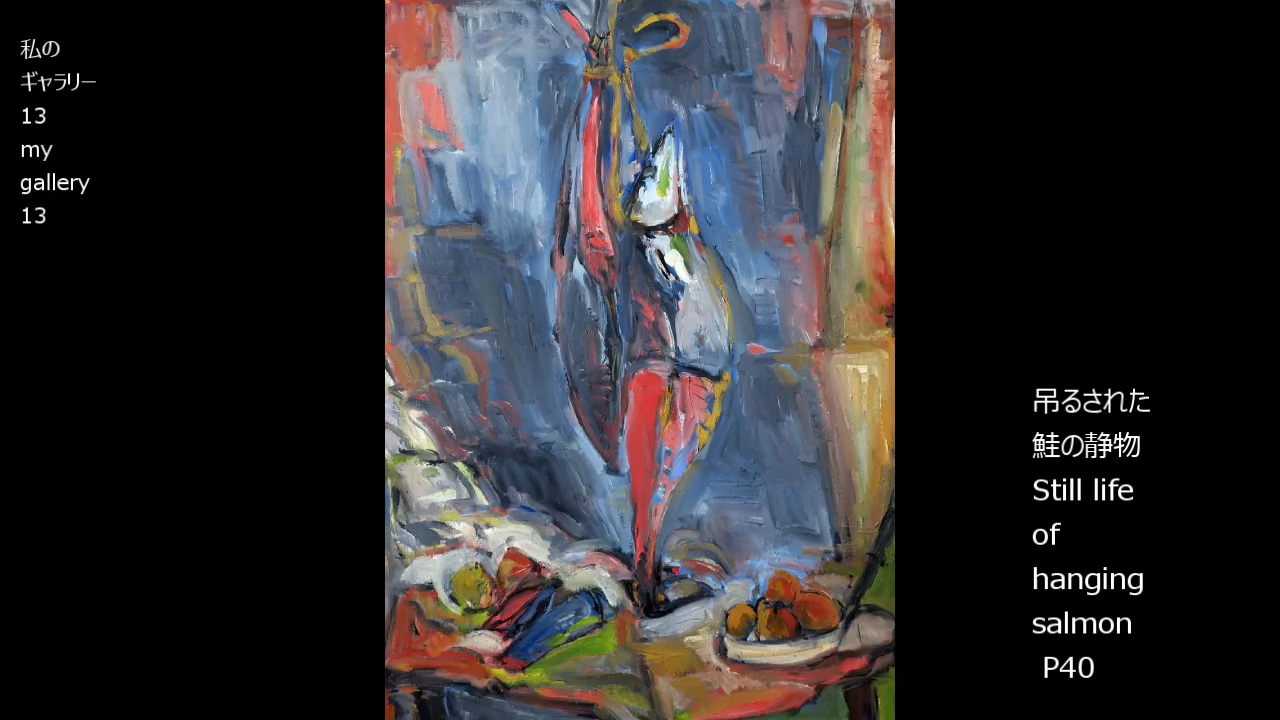 私の
ギャラリー
13
my
gallery
13
吊るされた
鮭の静物
Still life
of
hanging
salmon
P40